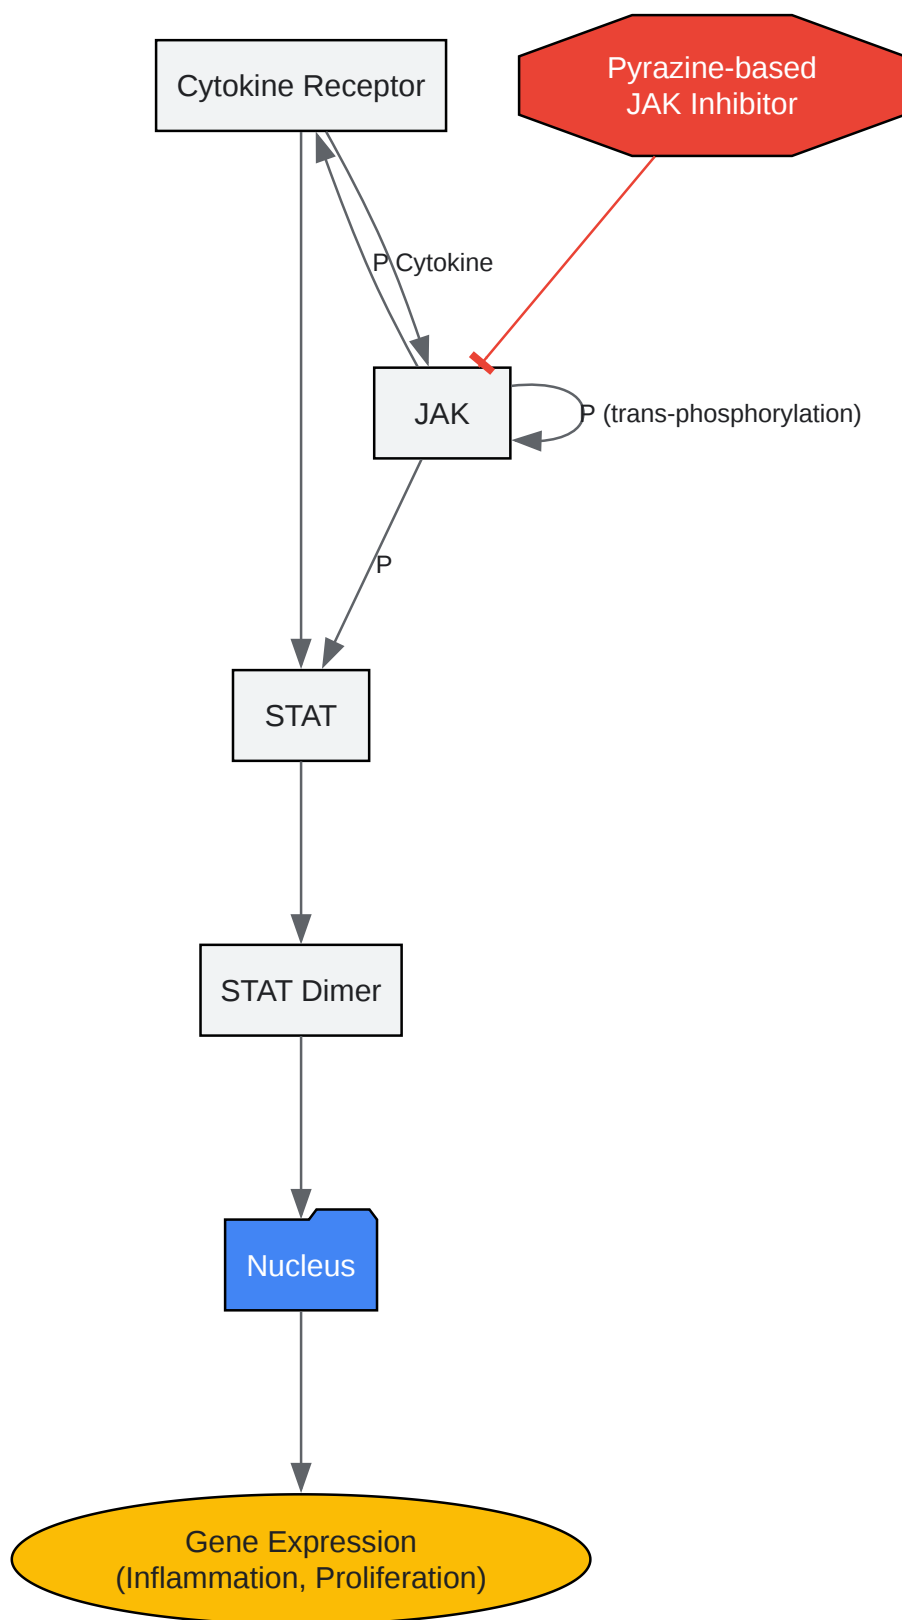 Cytokine Receptor
Pyrazine-based
JAK Inhibitor
P
Cytokine
JAK
P (trans-phosphorylation)
P
STAT
STAT Dimer
Nucleus
Gene Expression
(Inflammation, Proliferation)